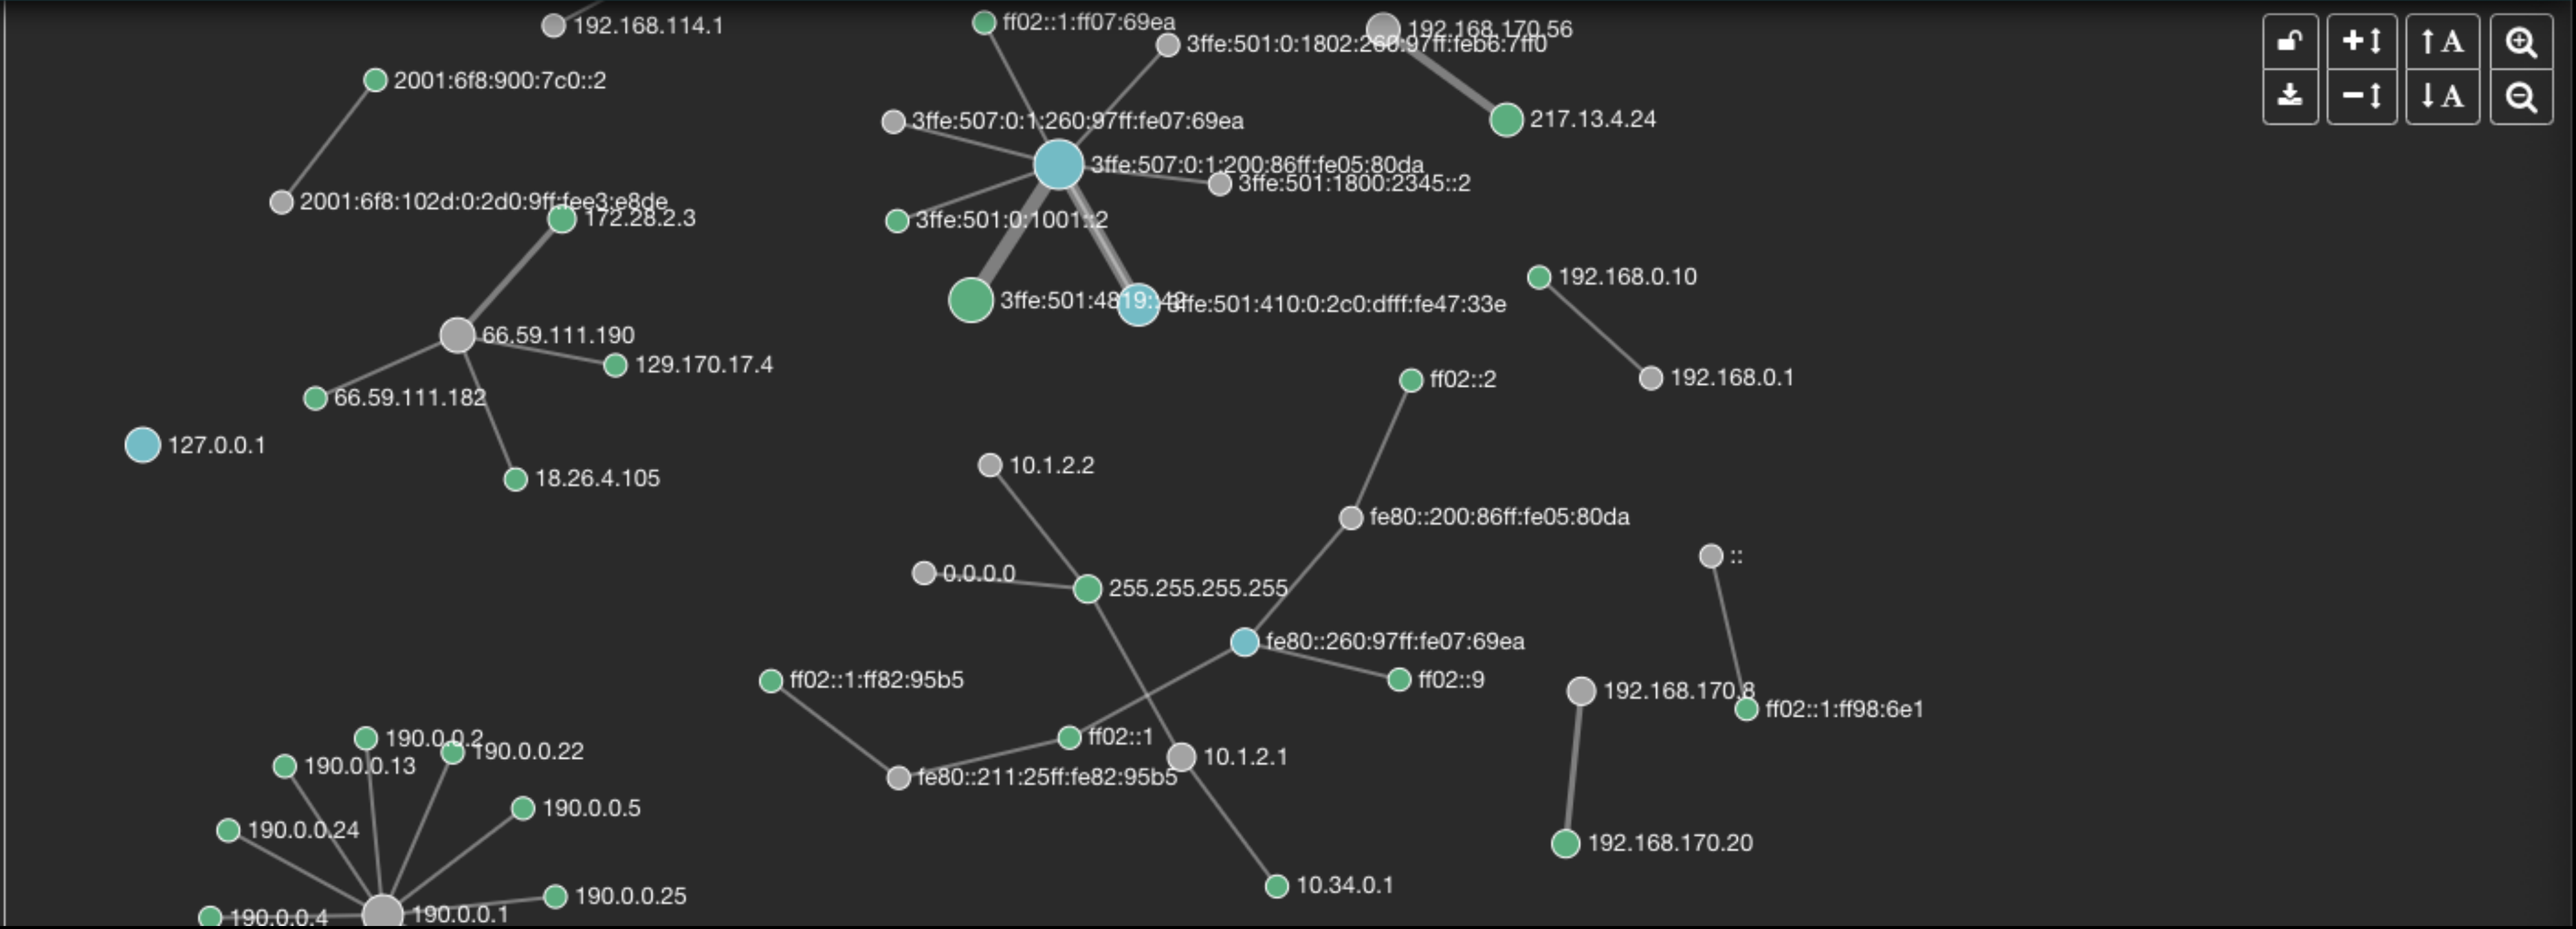 192.168.114.1
ff02::1:ff07:69ea
192.168.170.56
3ffe:501:0:1802:260:97ff:feb6:7ff0
A
2001:6f8:900:7c0::2
A
3ffe:507:0:1:260:97ff:fe07:69ea
217.13.4.24
3ffe:507:0:1:200:86ff:fe05:80da
3ffe:501:1800:2345::2
2001:6f8:102d:0:2d0:9ff:fee3:e8de
172.28.2.3
3ffe:501:0:1001::2
192.168.0.10
3ffe:501:4819::42
3ffe:501:410:0:2c0:dfff:fe47:33e
66.59.111.190
129.170.17.4
192.168.0.1
ff02::2
66.59.111.182
127.0.0.1
10.1.2.2
18.26.4.105
fe80::200:86ff:fe05:80da
::
0.0.0.0
255.255.255.255
fe80::260:97ff:fe07:69ea
ff02::1:ff82:95b5
ff02::9
192.168.170.8
ff02::1:ff98:6e1
190.0.0.2
ff02::1
190.0.0.22
10.1.2.1
190.0.0.13
fe80::211:25ff:fe82:95b5
190.0.0.5
190.0.0.24
192.168.170.20
10.34.0.1
190.0.0.25
190.0.0.4
190.0.0.1